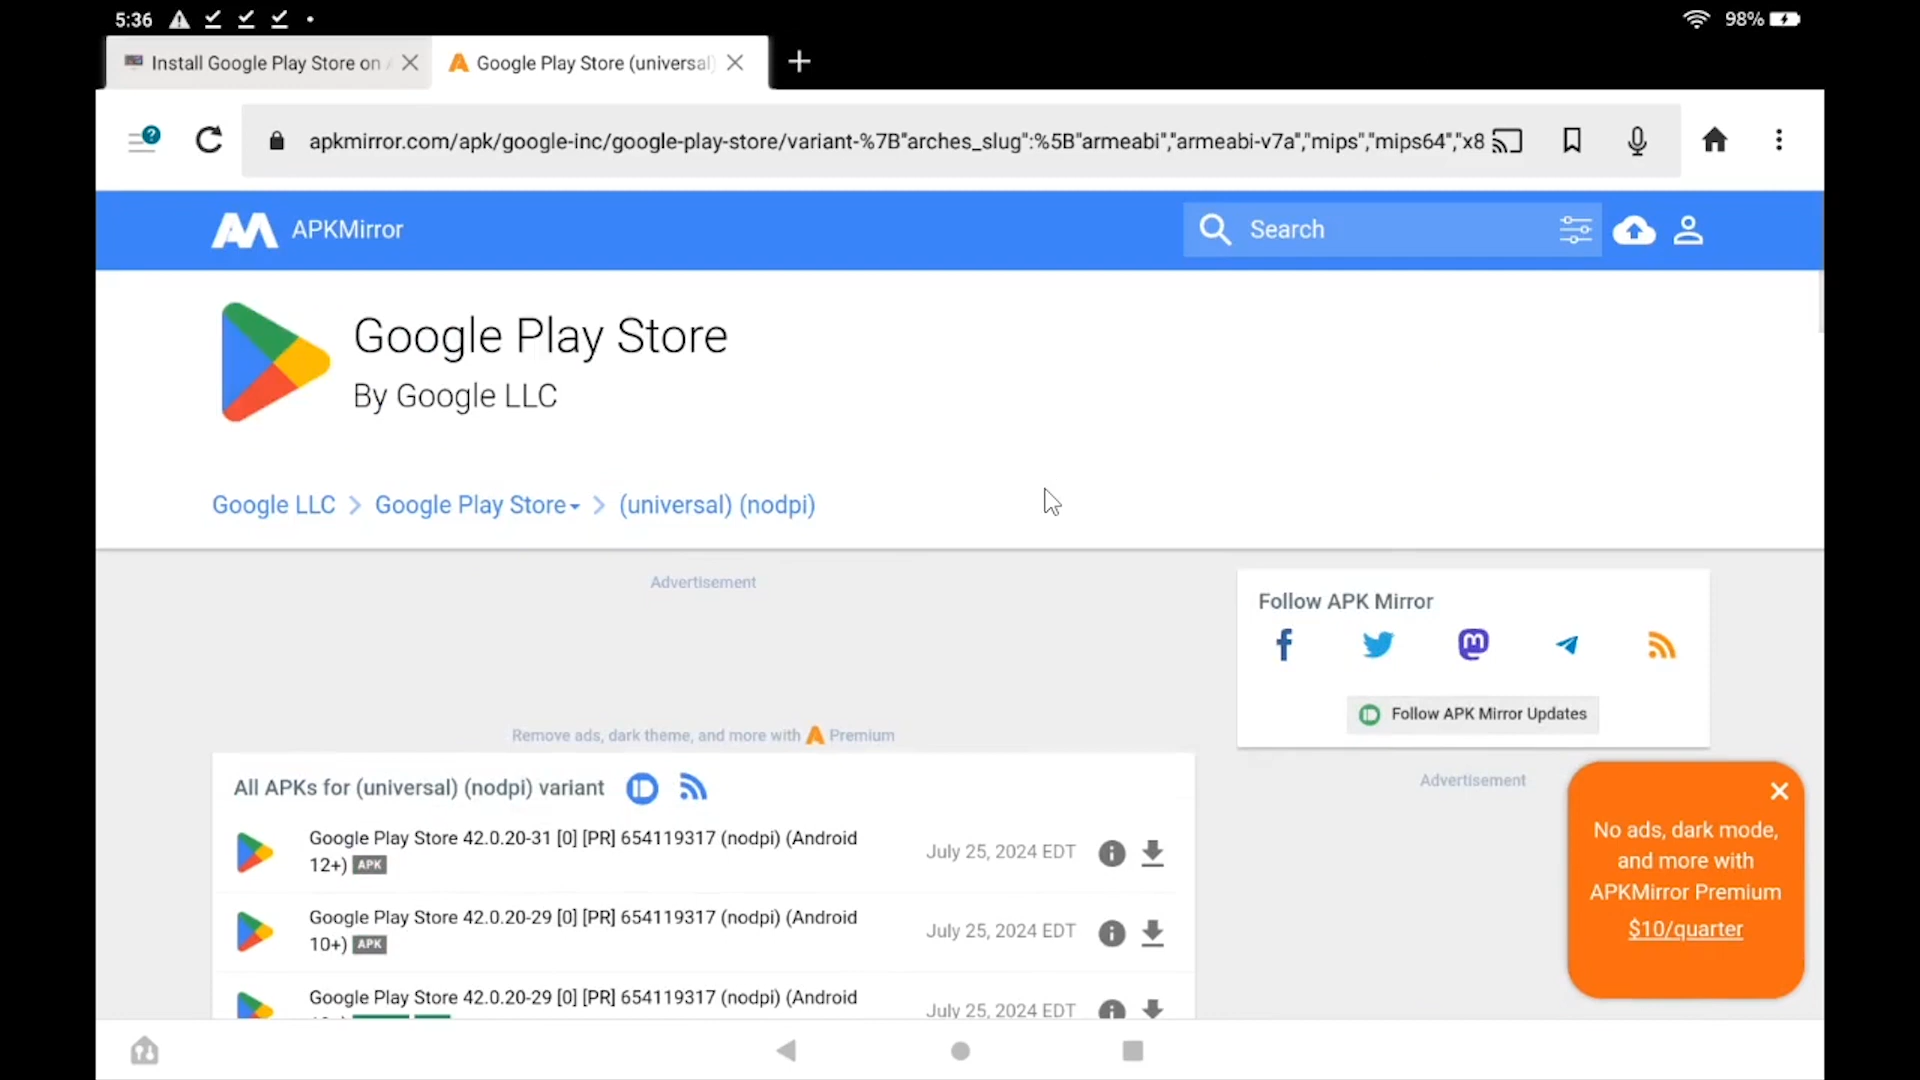 5:36
98%
Install Google Play Store on
Google Play Store (universal)
apkmirror.com/apk/google-inc/google-play-store/variant-%7B"arches_slug":%5B"armeabi","armeabi-v7a","mips","mips64","x8
APKMirror
Search
Google Play Store
By Google LLC
Google LLC > Google Play Store > (universal) (nodpi)
Advertisement
Remove ads, dark theme, and more with Premium
All APKs for (universal) (nodpi) variant
Google Play Store 42.0.20-31 [0] [PR] 654119317 (nodpi) (Android
12+) APK
July 25, 2024 EDT
Google Play Store 42.0.20-29 [0] [PR] 654119317 (nodpi) (Android
10+) APK
July 25, 2024 EDT
Google Play Store 42.0.20-29 [0] [PR] 654119317 (nodpi) (Android
July 25, 2024 EDT
Follow APK Mirror
Follow APK Mirror Updates
Advertisement
No ads, dark mode,
and more with
APKMirror Premium
$10/quarter